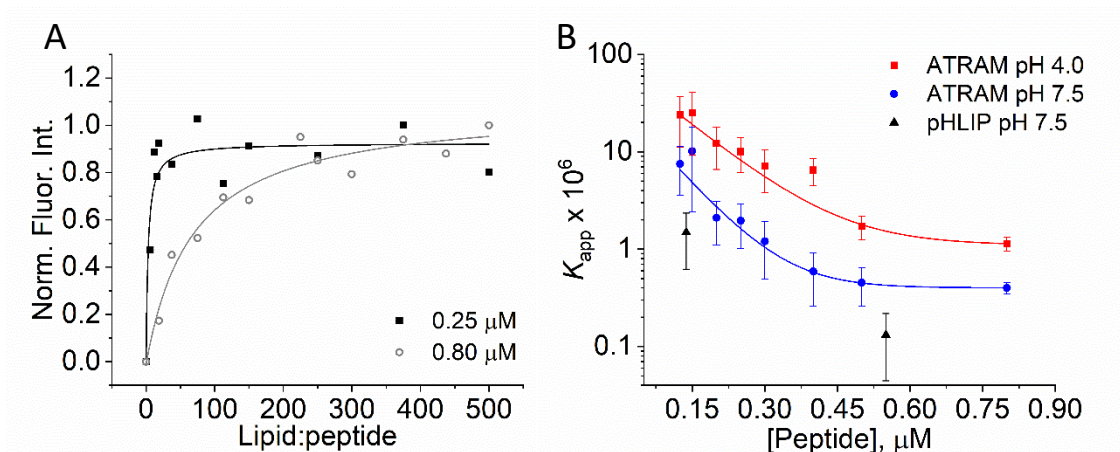 A
Norm. Fluor. Int.
1.2
1.0
0.8
0.6
0.4
0.2
0.0
0.25 μM
0.80 μM
0 100 200 300 400 500
Lipid:peptide
B
K_app x 10^6
100
10
1
0.1
ATRAM pH 4.0
ATRAM pH 7.5
pHLIP pH 7.5
0.15 0.30 0.45 0.60 0.75 0.90
[Peptide], μM